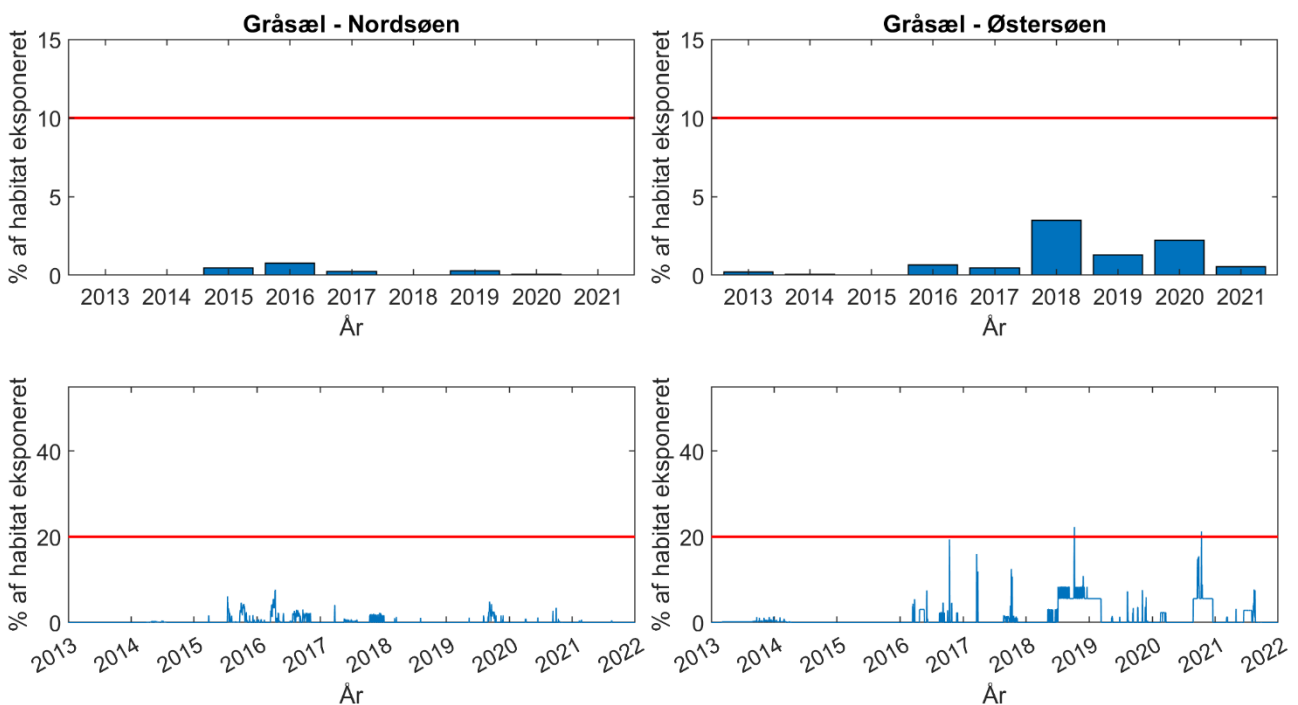 Gråsæl - Nordsøen
15
10
5
0
% af habitat eksponeret
2013 2014 2015 2016 2017 2018 2019 2020 2021
År
Gråsæl - Østersøen
15
10
5
0
% af habitat eksponeret
2013 2014 2015 2016 2017 2018 2019 2020 2021
År
40
20
0
% af habitat eksponeret
2013 2014 2015 2016 2017 2018 2019 2020 2021 2022
År
40
20
0
% af habitat eksponeret
2013 2014 2015 2016 2017 2018 2019 2020 2021 2022
År